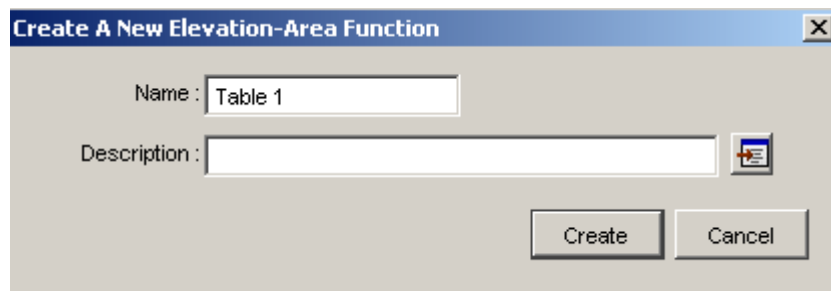 Create A New Elevation-Area Function
Name : Table 1
Description :
Create Cancel